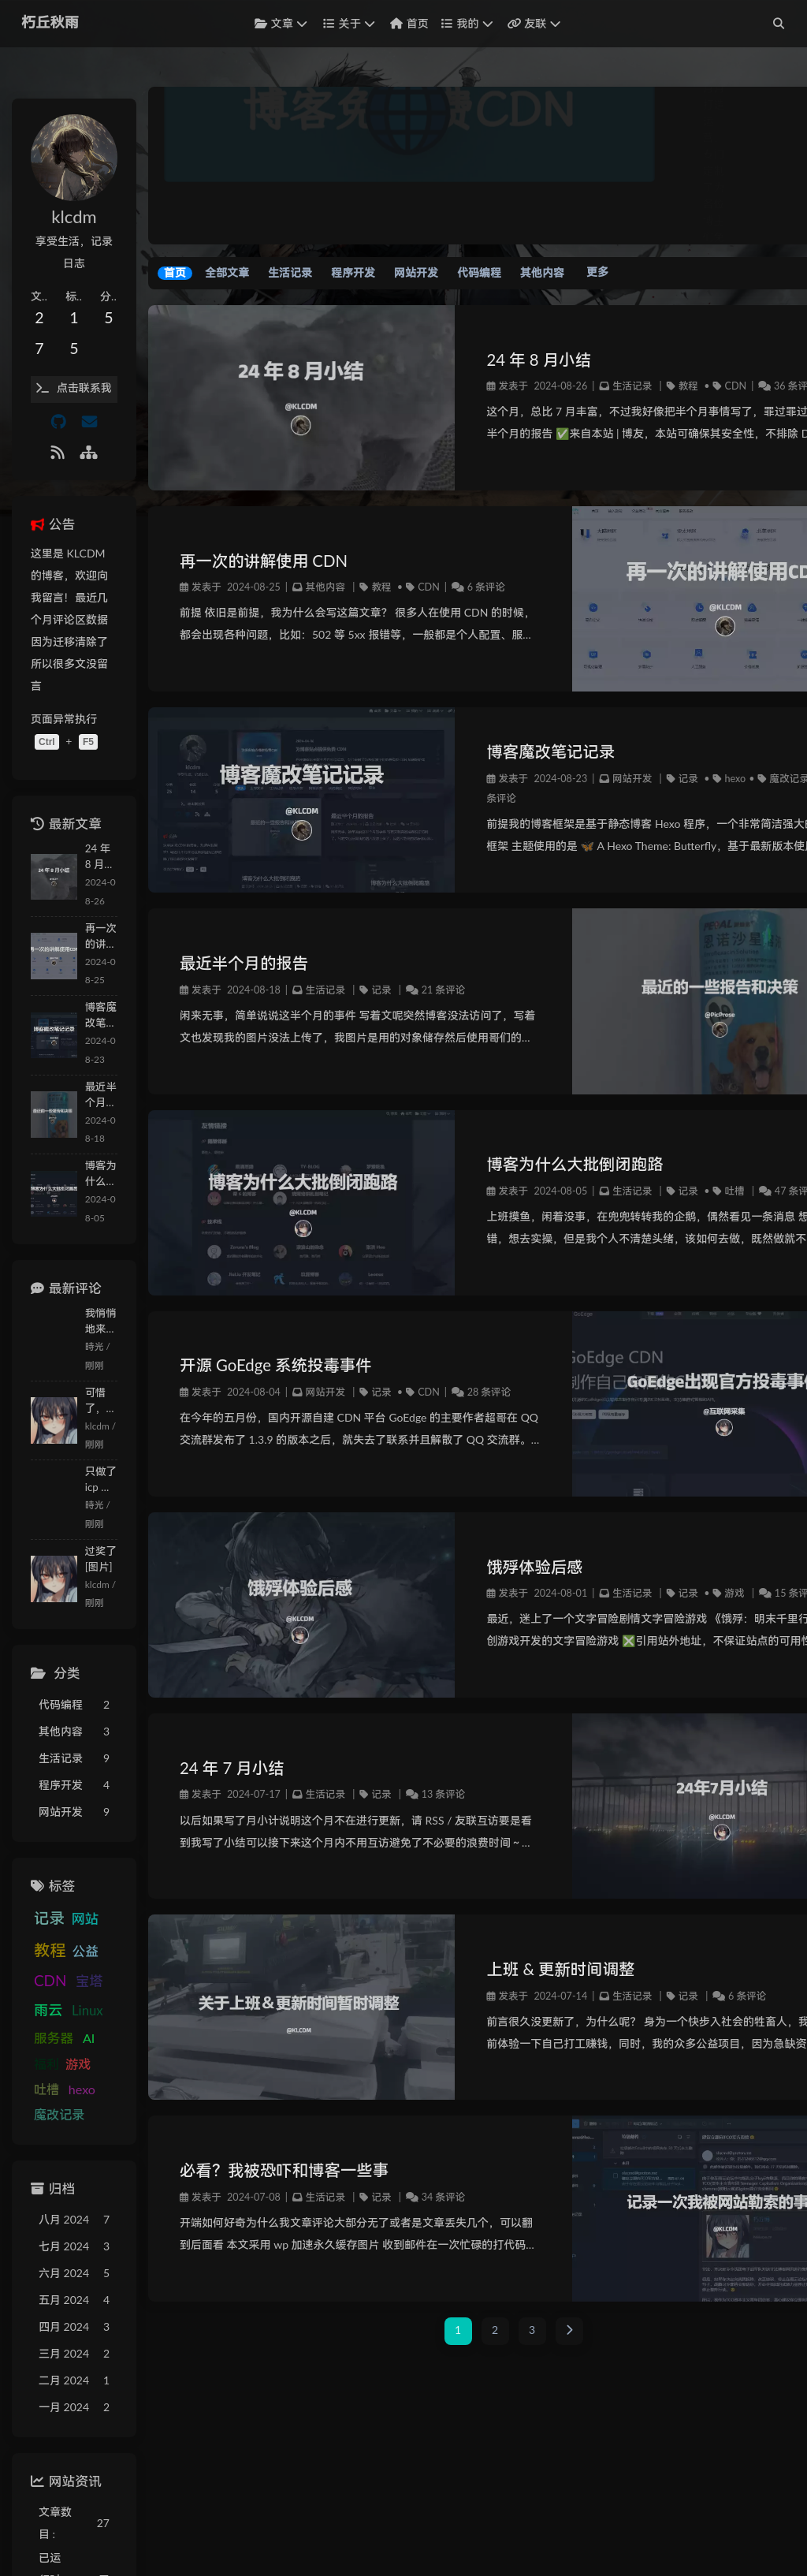 朽丘秋雨
文章 关于 首页 我的 友联
博客免 费CDN
klcdm
享受生活，记录
日志
文.. 标.. 分..
2 1 5
7 5
点击联系我
公告
这里是 KLCDM
的博客，欢迎向
我留言！最近几
个月评论区数据
因为迁移清除了
所以很多文没留
言
页面异常执行
Ctrl + F5
最新文章
24 年
8 月...
2024-0
8-26
再一次
的讲...
2024-0
8-25
博客魔
改笔...
2024-0
8-23
最近半
个月...
2024-0
8-18
博客为
什么...
2024-0
8-05
最新评论
我悄悄
地来...
時光 /
刚刚
可惜
了，...
klcdm /
刚刚
只做了
icp ...
時光 /
刚刚
过奖了
[图片]
klcdm /
刚刚
分类
代码编程 2
其他内容 3
生活记录 9
程序开发 4
网站开发 9
标签
记录 网站
教程 公益
CDN 宝塔
雨云 Linux
服务器 AI
游戏
吐槽 hexo
魔改记录
归档
八月 2024 7
七月 2024 3
六月 2024 5
五月 2024 4
四月 2024 3
三月 2024 2
二月 2024 1
一月 2024 2
网站资讯
文章数
目 : 27
已运
首页 全部文章 生活记录 程序开发 网站开发 代码编程 其他内容 更多
24 年 8 月小结
@KLCDM
24 年 8 月小结
发表于 2024-08-26 | 生活记录 | 教程 • CDN | 36 条评
这个月，总比 7 月丰富，不过我好像把半个月事情写了，罪过罪过
半个月的报告 ✅来自本站 | 博友，本站可确保其安全性，不排除 D
再一次的讲解使用 CDN
发表于 2024-08-25 | 其他内容 | 教程 • CDN | 6 条评论
前提 依旧是前提，我为什么会写这篇文章？ 很多人在使用 CDN 的时候，
都会出现各种问题，比如：502 等 5xx 报错等，一般都是个人配置、服...
再一次的讲解使用CD
@KLCDM
博客魔改笔记记录
@KLCDM
博客魔改笔记记录
发表于 2024-08-23 | 网站开发 | 记录 • hexo • 魔改记录
条评论
前提我的博客框架是基于静态博客 Hexo 程序，一个非常简洁强大的
框架 主题使用的是 🦋 A Hexo Theme: Butterfly，基于最新版本使用
最近半个月的报告
发表于 2024-08-18 | 生活记录 | 记录 | 21 条评论
闲来无事，简单说说这半个月的事件 写着文呢突然博客没法访问了，写着
文也发现我的图片没法上传了，我图片是用的对象储存然后使用哥们的...
最近的一些报告和决策
@PicProse
博客为什么大批倒闭跑路
@KLCDM
博客为什么大批倒闭跑路
发表于 2024-08-05 | 生活记录 | 记录 • 吐槽 | 47 条评
上班摸鱼，闲着没事，在兜兜转转我的企鹅，偶然看见一条消息 想
错，想去实操，但是我个人不清楚头绪，该如何去做，既然做就不
开源 GoEdge 系统投毒事件
发表于 2024-08-04 | 网站开发 | 记录 • CDN | 28 条评论
在今年的五月份，国内开源自建 CDN 平台 GoEdge 的主要作者超哥在 QQ
交流群发布了 1.3.9 的版本之后，就失去了联系并且解散了 QQ 交流群。...
GoEdge CDN
制作自己
GoEdge出现官方投毒事件
@互联网采集
饿殍体验后感
@KLCDM
饿殍体验后感
发表于 2024-08-01 | 生活记录 | 记录 • 游戏 | 15 条评
最近，迷上了一个文字冒险剧情文字冒险游戏 《饿殍：明末千里行
创游戏开发的文字冒险游戏 ❎引用站外地址，不保证站点的可用性
24 年 7 月小结
发表于 2024-07-17 | 生活记录 | 记录 | 13 条评论
以后如果写了月小计说明这个月不在进行更新，请 RSS / 友联互访要是看
到我写了小结可以接下来这个月内不用互访避免了不必要的浪费时间 ~ ...
24年7月小结
@KLCDM
关于上班&更新时间暂时调整
@KLCDM
上班 & 更新时间调整
发表于 2024-07-14 | 生活记录 | 记录 | 6 条评论
前言很久没更新了，为什么呢？ 身为一个快步入社会的牲畜人，我
前体验一下自己打工赚钱，同时，我的众多公益项目，因为急缺资
必看？我被恐吓和博客一些事
发表于 2024-07-08 | 生活记录 | 记录 | 34 条评论
开端如何好奇为什么我文章评论大部分无了或者是文章丢失几个，可以翻
到后面看 本文采用 wp 加速永久缓存图片 收到邮件在一次忙碌的打代码...
记录一次我被网站勒索的事
@KLCDM
1 2 3